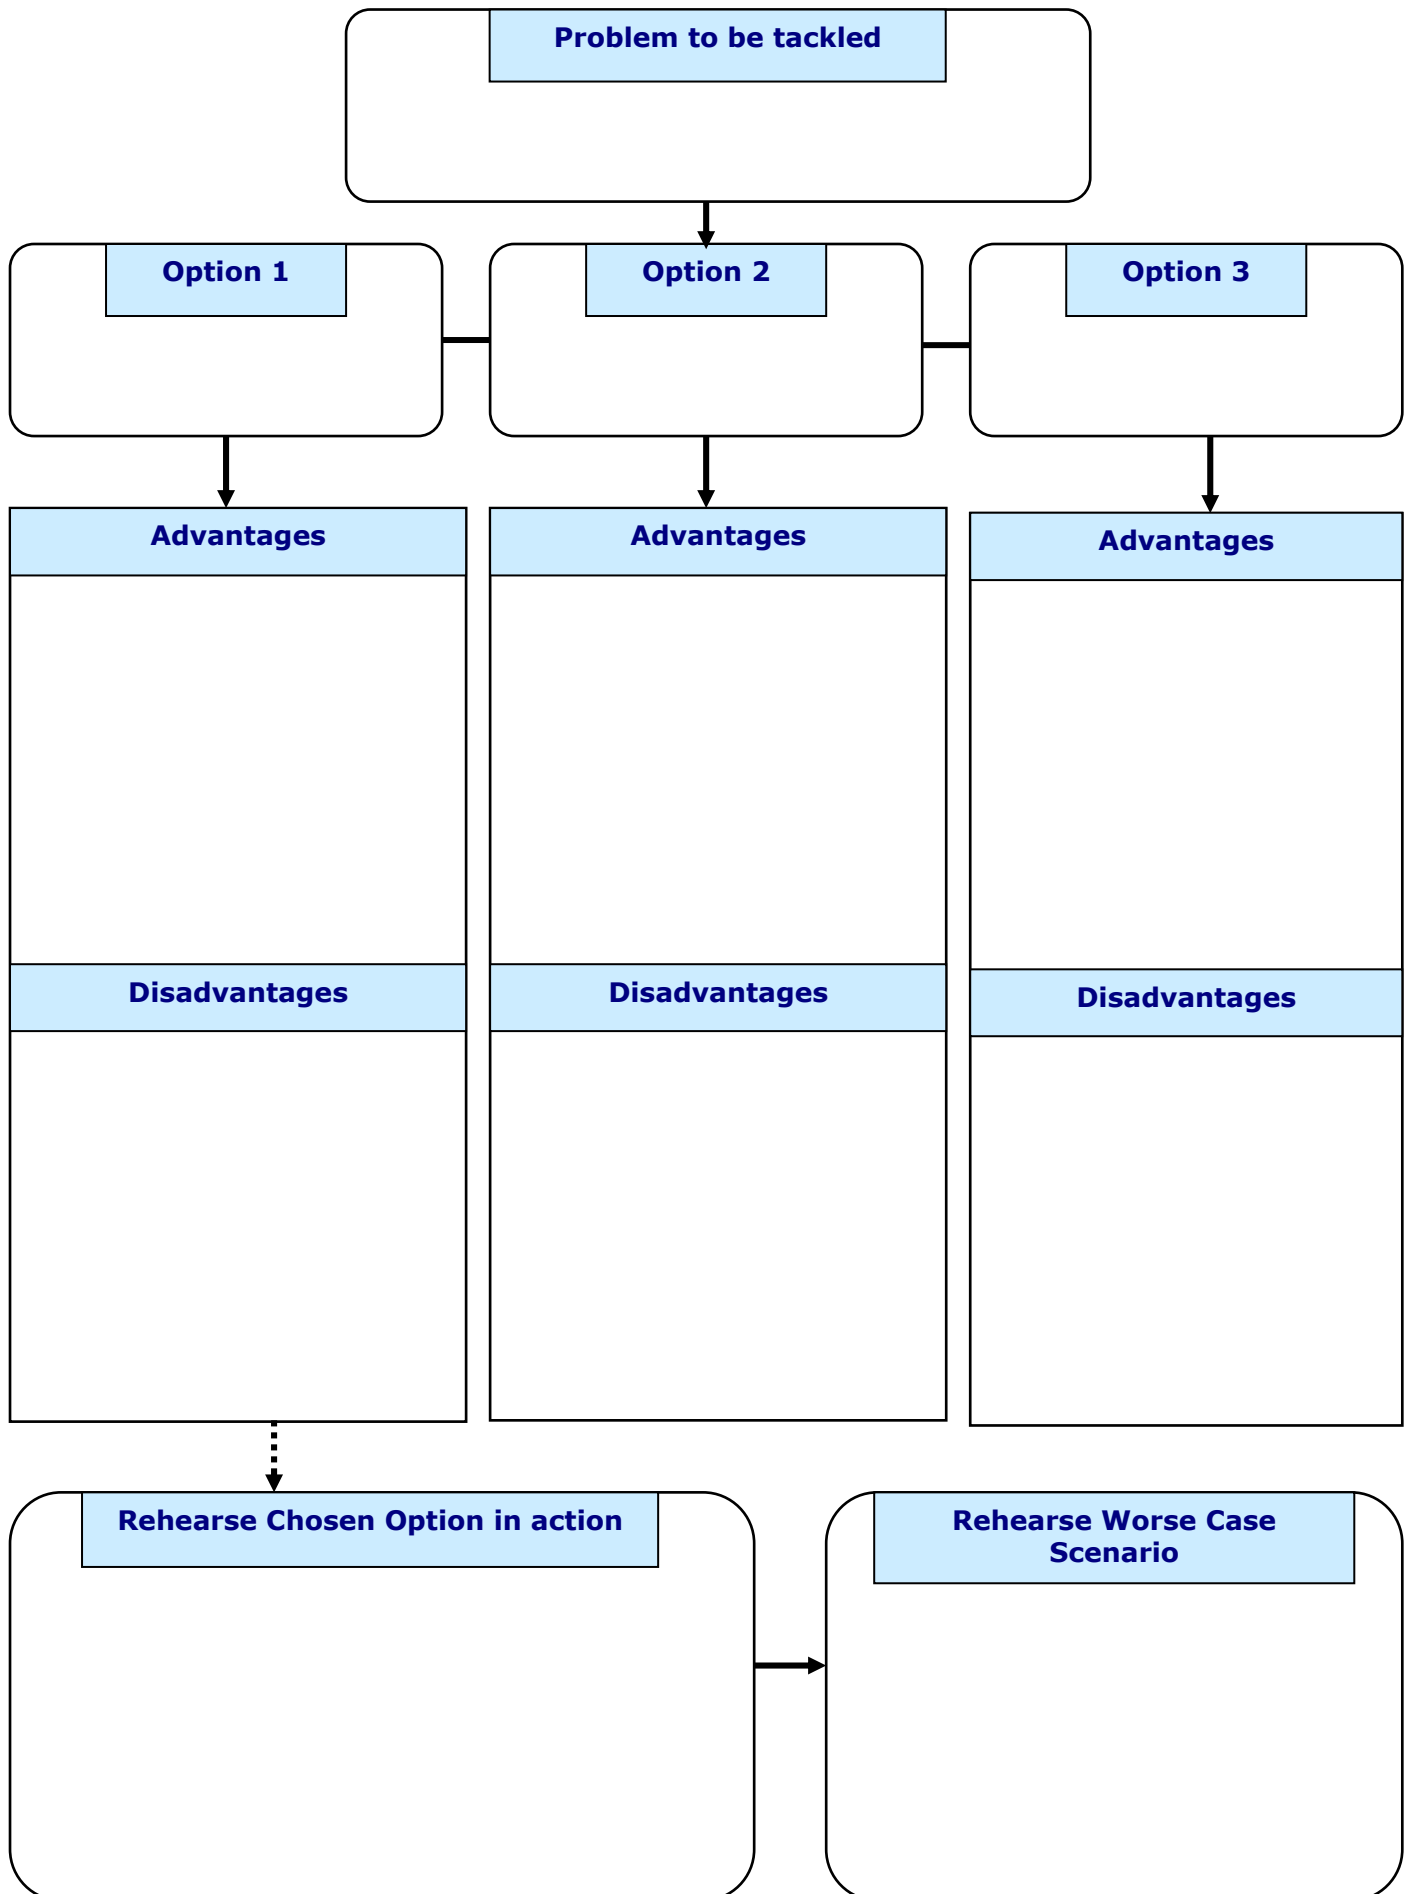 Problem to be tackled
Option 1
Option 2
Option 3
Advantages
Advantages
Advantages
Disadvantages
Disadvantages
Disadvantages
Rehearse Chosen Option in action
Rehearse Worse Case
Scenario